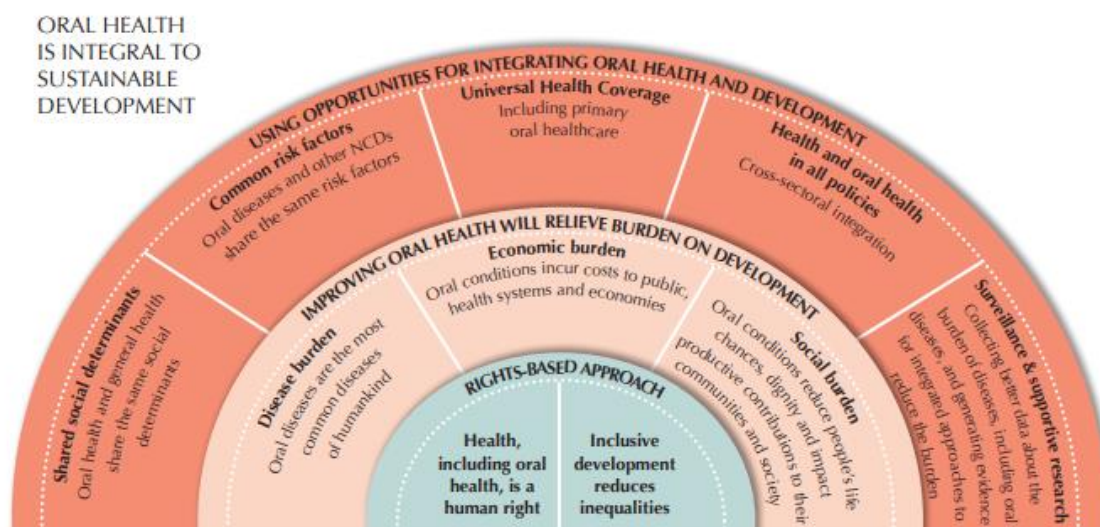 ORAL HEALTH
IS INTEGRAL TO
SUSTAINABLE
DEVELOPMENT
USING OPPORTUNITIES FOR INTEGRATING ORAL HEALTH AND DEVELOPMENT
Shared social determinants
Oral health and general health
share the same social
determinants
Common risk factors
Oral diseases and other NCDs
share the same risk factors
Universal Health Coverage
Including primary
oral healthcare
Health and oral health
in all policies
Cross-sectoral integration
Surveillance & supportive research
Collecting better data about the
burden of diseases, including oral
diseases, and generating evidence
for integrated approaches to
reduce the burden
IMPROVING ORAL HEALTH WILL RELIEVE BURDEN ON DEVELOPMENT
Disease burden
Oral diseases are the most
common diseases
of humankind
Economic burden
Oral conditions incur costs to public,
health systems and economies
Social burden
Oral conditions reduce people's life
chances, dignity and impact
productive contributions to their
communities and society
RIGHTS-BASED APPROACH
Health,
including oral
health, is a
human right
Inclusive
development
reduces
inequalities